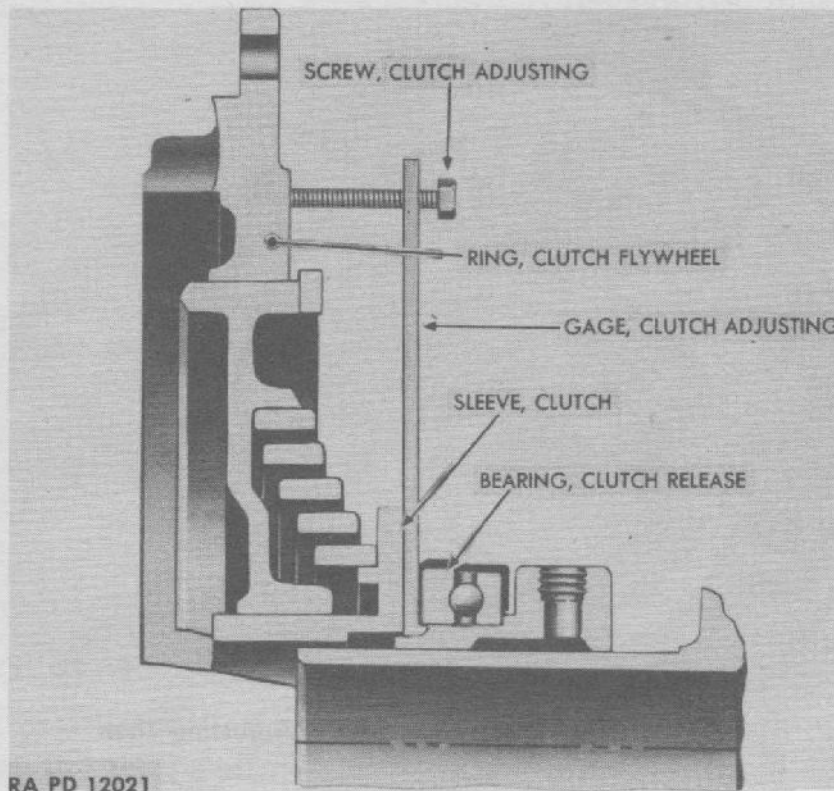 SCREW, CLUTCH ADJUSTING
RING, CLUTCH FLYWHEEL
GAGE, CLUTCH ADJUSTING
SLEEVE, CLUTCH
BEARING, CLUTCH RELEASE
RA PD 12021